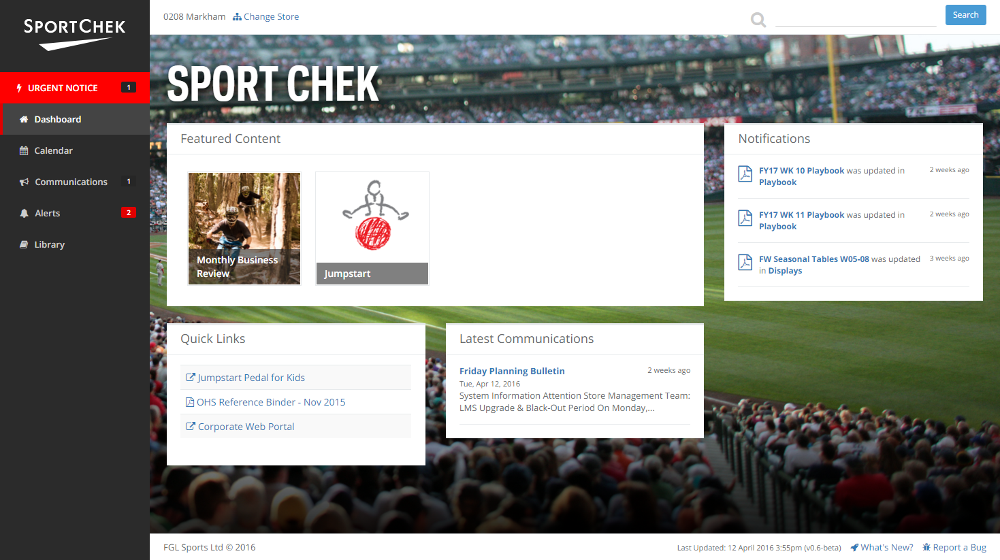 SPORTCHEK
0208 Markham Change Store
Search
URGENT NOTICE 1
Dashboard
Calendar
Communications 1
Alerts 2
Library
SPORT CHEK
Featured Content
Monthly Business
Review
Jumpstart
Notifications
FY17 WK 10 Playbook was updated in
Playbook
2 weeks ago
FY17 WK 11 Playbook was updated in
Playbook
2 weeks ago
FW Seasonal Tables W05-08 was updated
in Displays
3 weeks ago
Quick Links
Jumpstart Pedal for Kids
OHS Reference Binder - Nov 2015
Corporate Web Portal
Latest Communications
Friday Planning Bulletin 2 weeks ago
Tue, Apr 12, 2016
System Information Attention Store Management Team:
LMS Upgrade & Black-Out Period On Monday,...
FGL Sports Ltd © 2016
Last Updated: 12 April 2016 3:55pm (v0.6-beta) What's New? Report a Bug